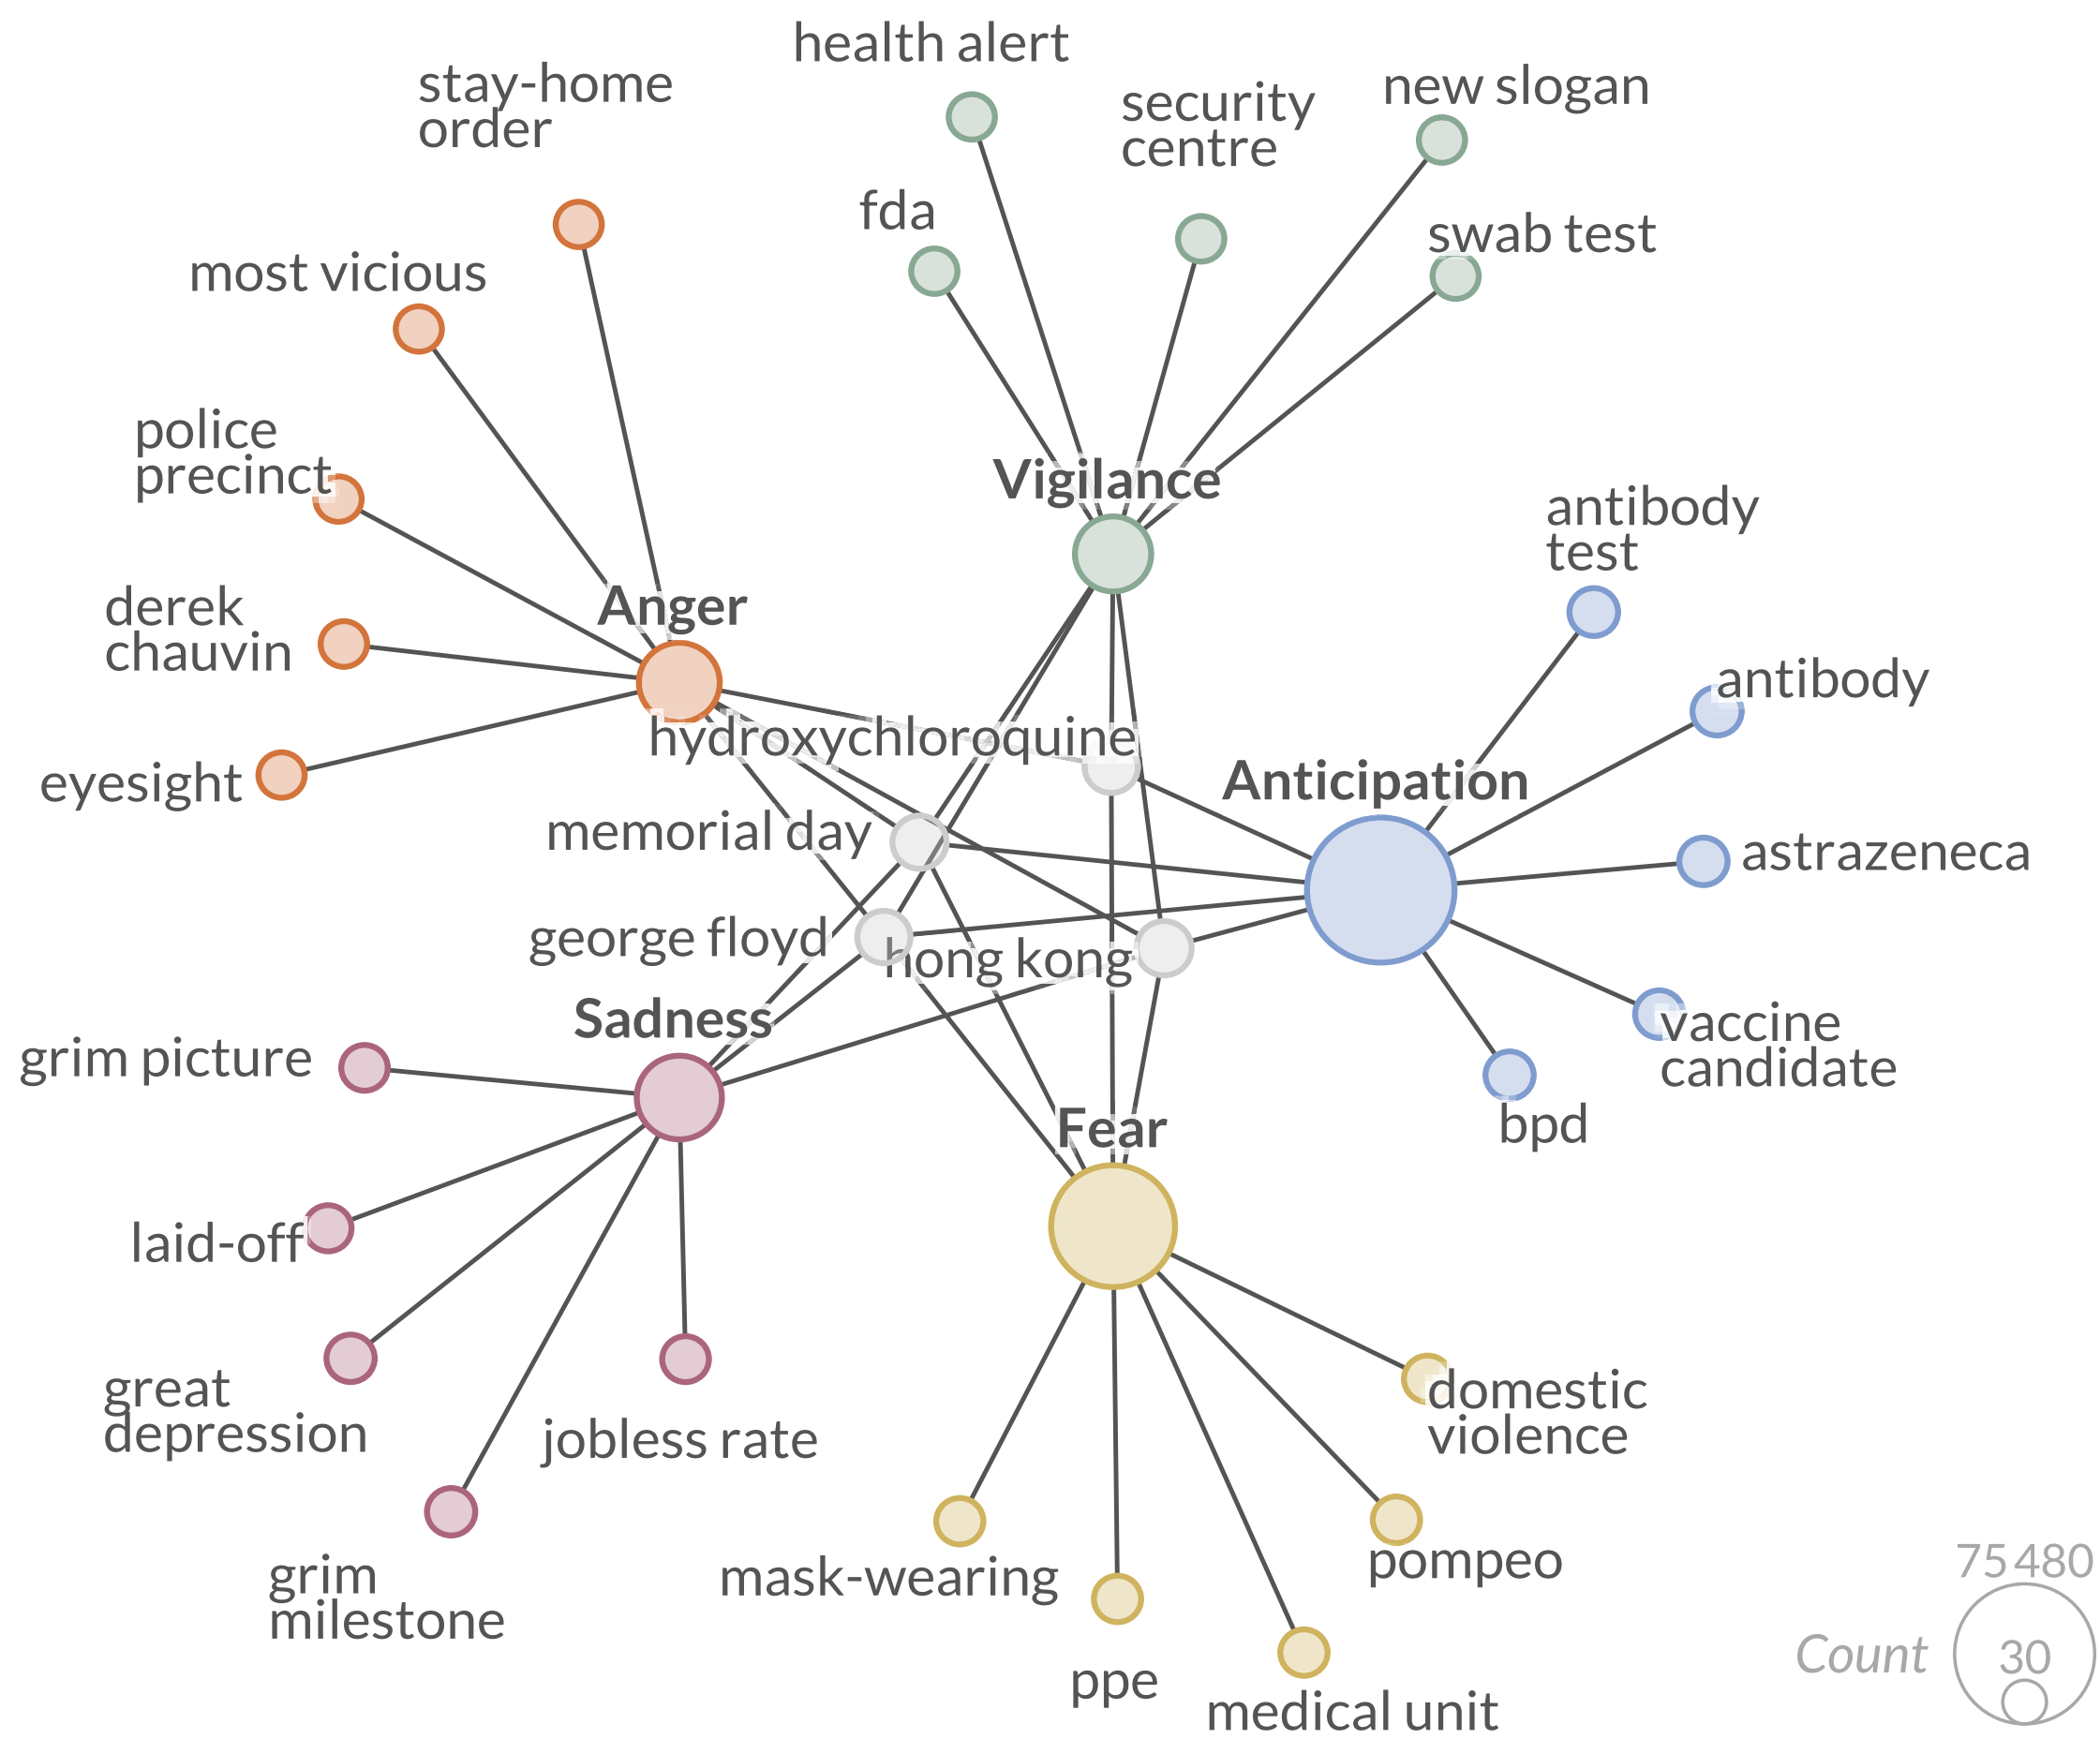 health alert
stay-home
order
new slogan
security
centre
fda
swab test
most vicious
police
precinct
Vigilance
antibody
test
derek
chauvin
Anger
antibody
hydroxychloroquine
eyesight
Anticipation
memorial day
astrazeneca
george floyd
hong kong
Sadness
grim picture
vaccine
candidate
Fear
bpd
laid-off
great
depression
domestic
violence
jobless rate
grim
milestone
mask-wearing
pompeo
ppe
medical unit
75 480
Count
30